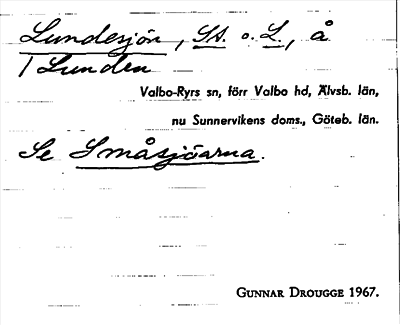 Lundesjön, St. o. L., å
/ Lunden
Valbo-Ryrs sn, förr Valbo hd, Älvsb. län,
nu Sunnervikens doms., Göteb. län.
Se Småsjöarna.
Gunnar Drougge 1967.